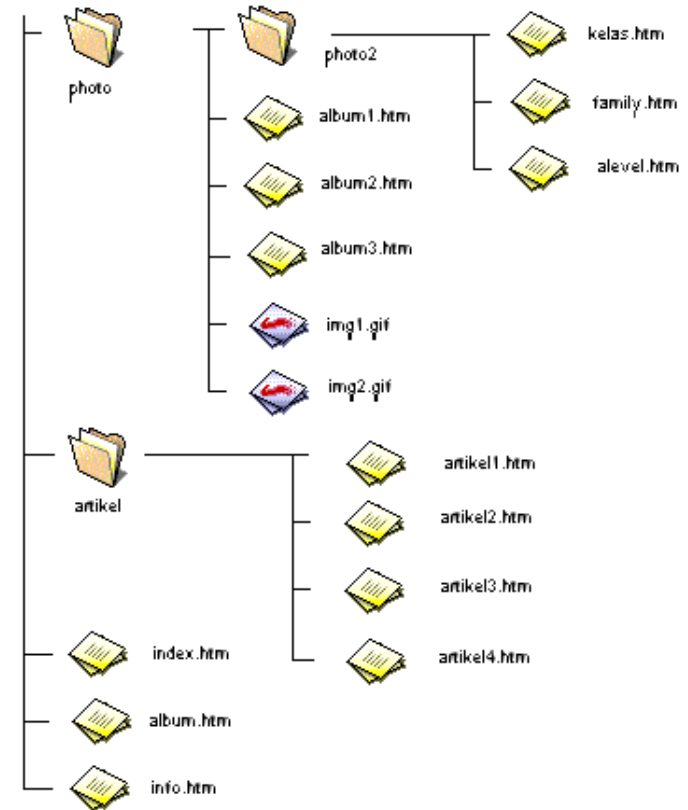 photo
photo2
kelas.htm
family.htm
alevel.htm
album1.htm
album2.htm
album3.htm
img1.gif
img2.gif
artikel
artikel1.htm
artikel2.htm
artikel3.htm
artikel4.htm
index.htm
album.htm
info.htm